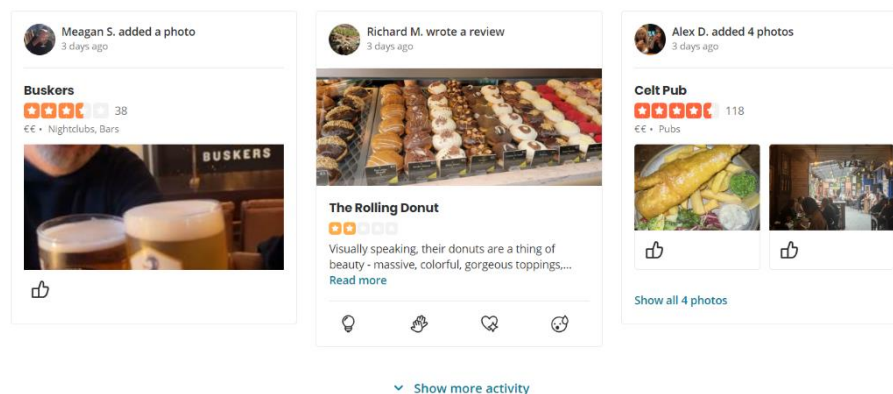 Meagan S. added a photo
3 days ago
Buskers
38
€€ • Nightclubs, Bars
BUSKERS
Richard M. wrote a review
3 days ago
The Rolling Donut
Visually speaking, their donuts are a thing of
beauty - massive, colorful, gorgeous toppings,...
Read more
Alex D. added 4 photos
3 days ago
Celt Pub
118
€€ • Pubs
Show all 4 photos
Show more activity